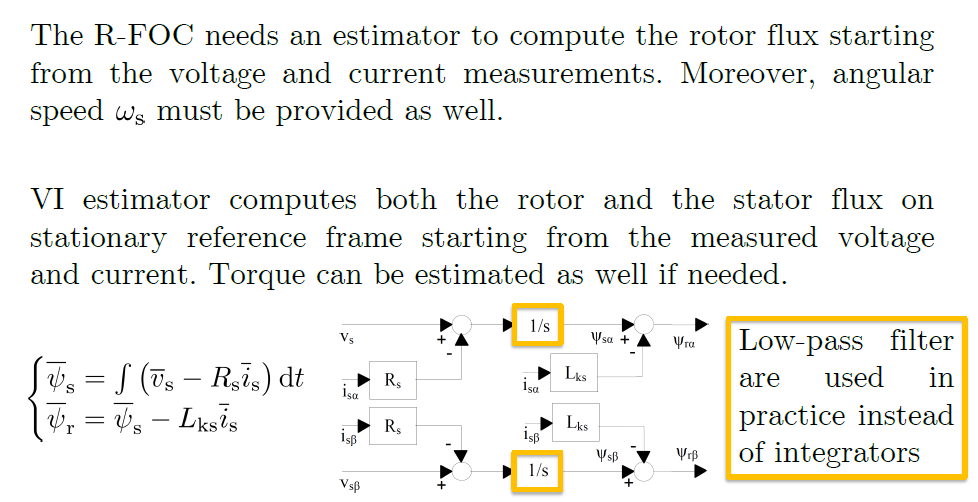 The R-FOC needs an estimator to compute the rotor flux starting
from the voltage and current measurements. Moreover, angular
speed ωs must be provided as well.
VI estimator computes both the rotor and the stator flux on
stationary reference frame starting from the measured voltage
and current. Torque can be estimated as well if needed.
ψ̅s = ∫ (v̅s − Rsi̅s) dt
ψ̅r = ψ̅s − Lksi̅s
vs
+
-
1/s
ψsα
+
-
ψrα
isα
Rs
isα
Lks
isβ
Rs
isβ
Lks
vsβ
-
+
1/s
ψsβ
-
+
ψrβ
Low-pass filter
are used in
practice instead
of integrators